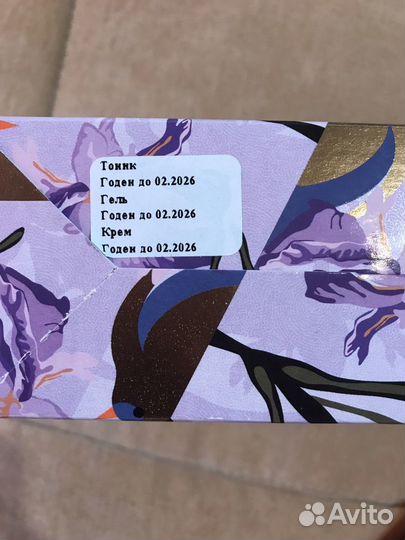 Тоник
Годен до 02.2026
Гель
Годен до 02.2026
Крем
Годен до 02.2026
Avito